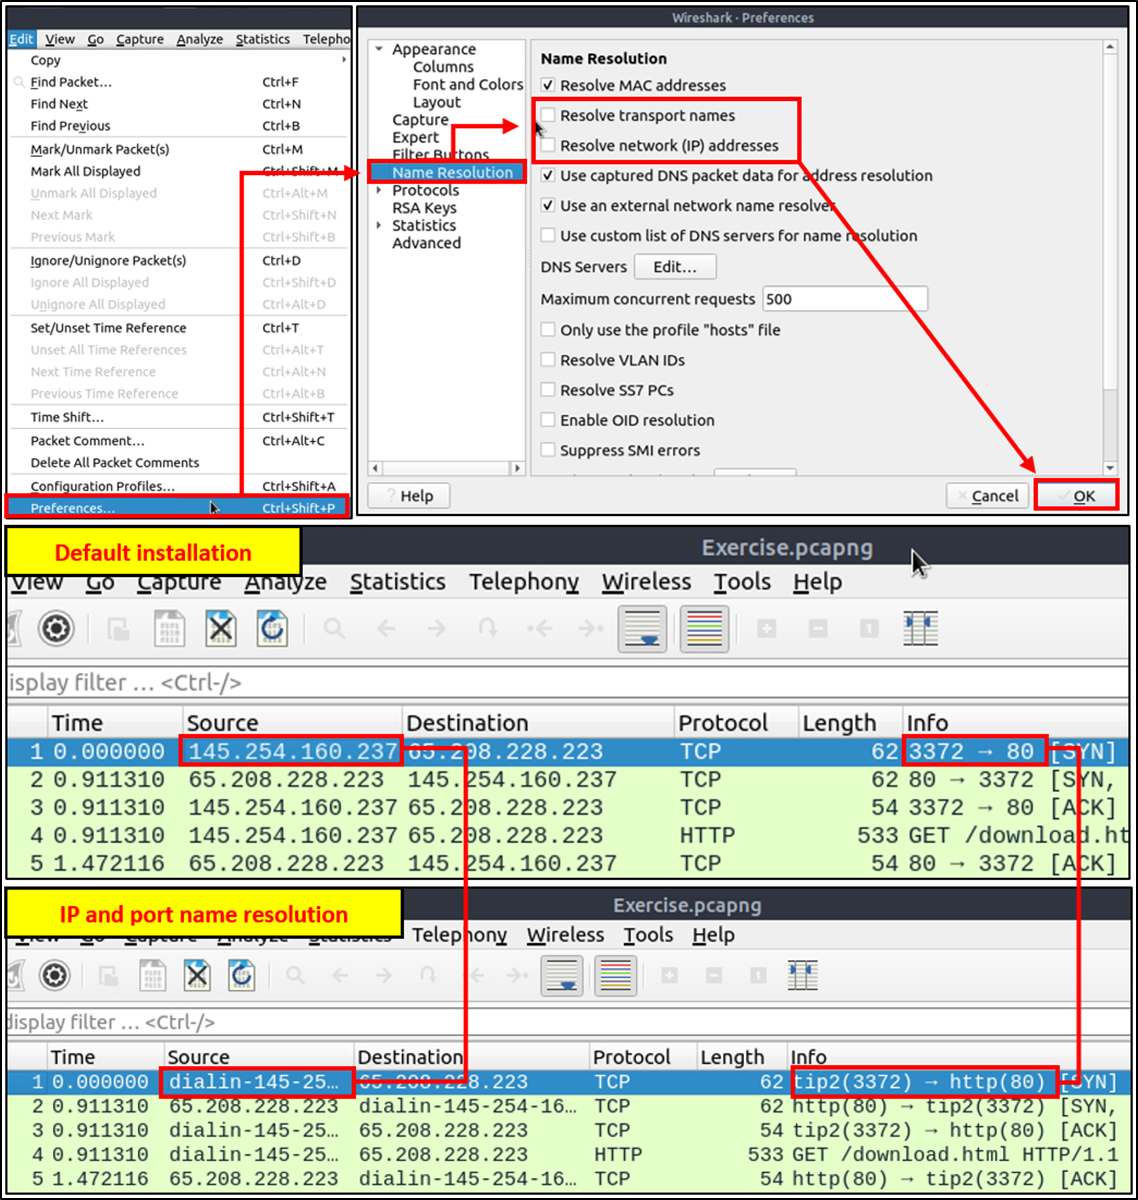 Edit View Go Capture Analyze Statistics Telepho
Copy
Find Packet... Ctrl+F
Find Next Ctrl+N
Find Previous Ctrl+B
Mark/Unmark Packet(s) Ctrl+M
Mark All Displayed Ctrl+Shift+M
Unmark All Displayed Ctrl+Alt+M
Next Mark Ctrl+Shift+N
Previous Mark Ctrl+Shift+B
Ignore/Unignore Packet(s) Ctrl+D
Ignore All Displayed Ctrl+Shift+D
Unignore All Displayed Ctrl+Alt+D
Set/Unset Time Reference Ctrl+T
Unset All Time References Ctrl+Alt+T
Next Time Reference Ctrl+Alt+N
Previous Time Reference Ctrl+Alt+B
Time Shift... Ctrl+Shift+T
Packet Comment... Ctrl+Alt+C
Delete All Packet Comments
Configuration Profiles... Ctrl+Shift+A
Preferences... Ctrl+Shift+P
Wireshark · Preferences
Appearance
Columns
Font and Colors
Layout
Capture
Expert
Filter Buttons
Name Resolution
Protocols
RSA Keys
Statistics
Advanced
Name Resolution
Resolve MAC addresses
Resolve transport names
Resolve network (IP) addresses
Use captured DNS packet data for address resolution
Use an external network name resolver
Use custom list of DNS servers for name resolution
DNS Servers Edit...
Maximum concurrent requests 500
Only use the profile "hosts" file
Resolve VLAN IDs
Resolve SS7 PCs
Enable OID resolution
Suppress SMI errors
? Help Cancel OK
Default installation
Exercise.pcapng
View Go Capture Analyze Statistics Telephony Wireless Tools Help
isplay filter ... <Ctrl-/>
Time Source Destination Protocol Length Info
1 0.000000 145.254.160.237 65.208.228.223 TCP 62 3372 → 80 [SYN]
2 0.911310 65.208.228.223 145.254.160.237 TCP 62 80 → 3372 [SYN,
3 0.911310 145.254.160.237 65.208.228.223 TCP 54 3372 → 80 [ACK]
4 0.911310 145.254.160.237 65.208.228.223 HTTP 533 GET /download.ht
5 1.472116 65.208.228.223 145.254.160.237 TCP 54 80 → 3372 [ACK]
IP and port name resolution
Exercise.pcapng
View Go Capture Analyze Statistics Telephony Wireless Tools Help
display filter ... <Ctrl-/>
Time Source Destination Protocol Length Info
1 0.000000 dialin-145-25... 65.208.228.223 TCP 62 tip2(3372) → http(80) [SYN]
2 0.911310 65.208.228.223 dialin-145-254-16... TCP 62 http(80) → tip2(3372) [SYN,
3 0.911310 dialin-145-25... 65.208.228.223 TCP 54 tip2(3372) → http(80) [ACK]
4 0.911310 dialin-145-25... 65.208.228.223 HTTP 533 GET /download.html HTTP/1.1
5 1.472116 65.208.228.223 dialin-145-254-16... TCP 54 http(80) → tip2(3372) [ACK]